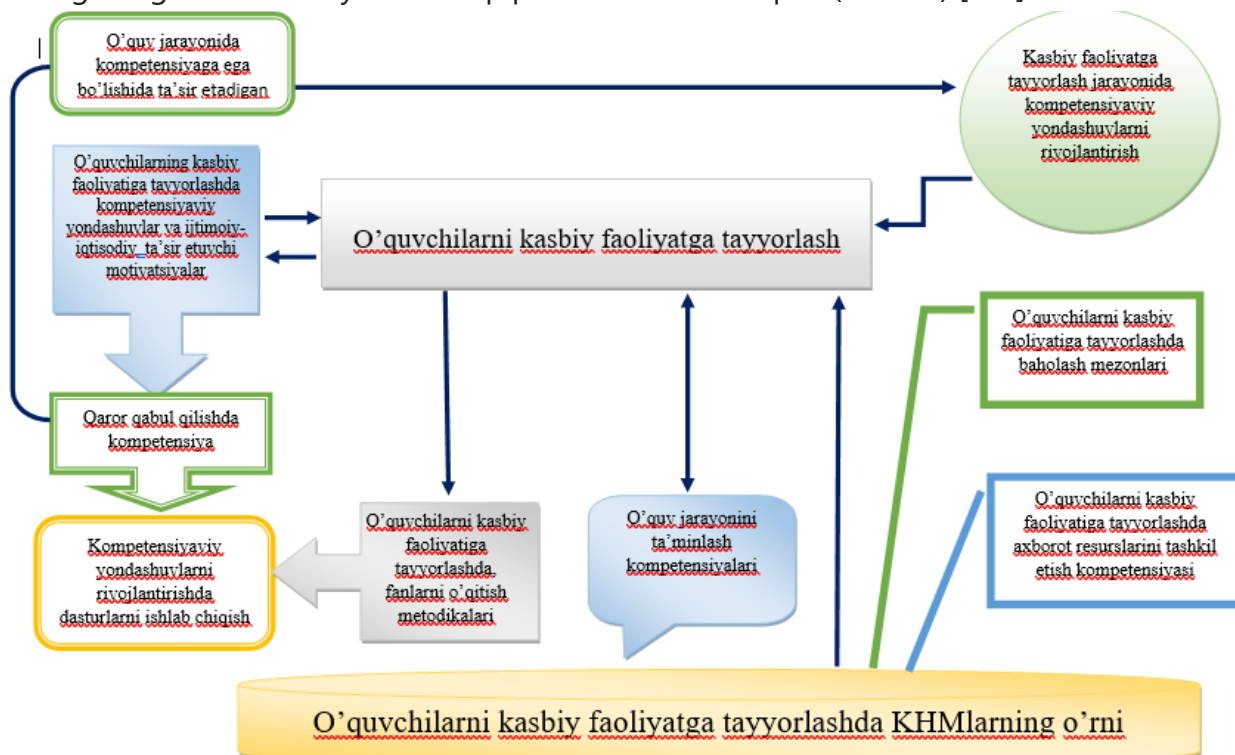 O’quv jarayonida
kompetensiyaga ega
bo’lishida ta’sir etadigan
Kasbiy faoliyatga
tayyorlash jarayonida
kompetensiyaviy
yondashuvlarni
rivojlantirish
O’quvchilarning kasbiy
faoliyatiga tayyorlashda
kompetensiyaviy
yondashuvlar va ijtimoiy-
iqtisodiy ta’sir etuvchi
motivatsiyalar
O’quvchilarni kasbiy faoliyatga tayyorlash
O’quvchilarni kasbiy
faoliyatiga tayyorlashda
baholash mezonlari
Qaror qabul qilishda
kompetensiya
O’quvchilarni kasbiy
faoliyatiga tayyorlashda
axborot resurslarini tashkil
etish kompetensiyasi
Kompetensiyaviy
yondashuvlarni
rivojlantirishda
dasturlarni ishlab chiqish
O’quvchilarni kasbiy
faoliyatiga
tayyorlashda,
fanlarni o’qitish
metodikalari
O’quv jarayonini
ta’minlash
kompetensiyalari
O’quvchilarni kasbiy faoliyatga tayyorlashda KHMlarning o’rni